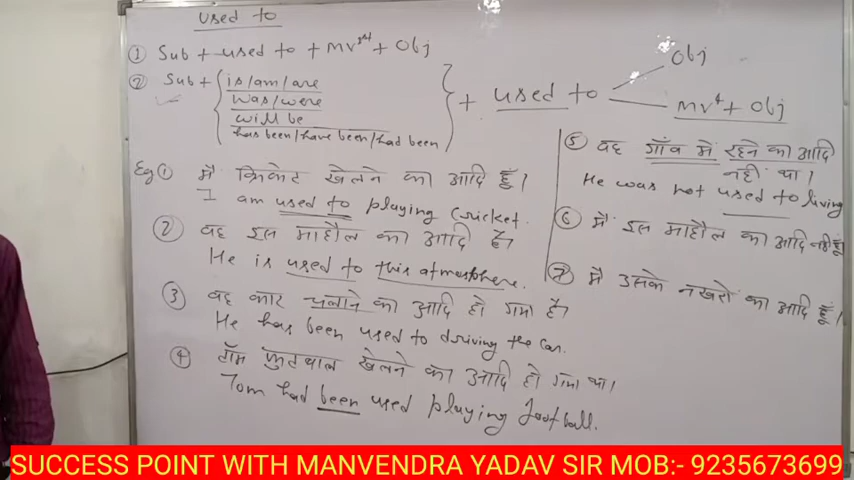 Used to
① Sub + used to + mv¹ˢᵗ + Obj
② Sub + { is/am/are
was/were
will be
has been/have been/had been } + used to
Obj
mv⁴ + Obj
Eg ① मै क्रिकेट खेलने का आदि हूँ।
I am used to playing cricket.
② वह इस माहौल का आदि है।
He is used to this atmosphere.
③ वह कार चलाने का आदि हो गया है।
He has been used to driving the car.
④ टॉम फुटबाल खेलने का आदि हो गया था।
Tom had been used playing football.
⑤ वह गाँव मे रहने का आदि
नहीं था।
He was not used to living
⑥ मैं इस माहौल का आदि नहीं हूँ
⑦ मै उसके नखरों का आदि हूँ।
SUCCESS POINT WITH MANVENDRA YADAV SIR MOB:- 9235673699